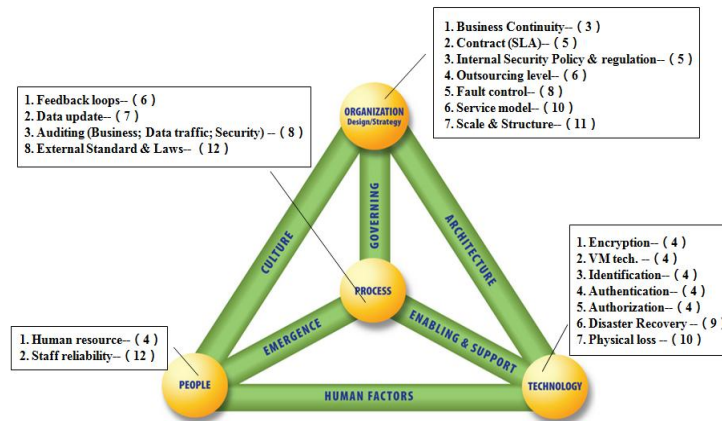 1. Business Continuity--( 3 )
2. Contract (SLA)--( 5 )
3. Internal Security Policy & regulation--( 5 )
4. Outsourcing level--( 6 )
5. Fault control--( 8 )
6. Service model--( 10 )
7. Scale & Structure--( 11 )
1. Feedback loops--( 6 )
2. Data update--( 7 )
3. Auditing (Business; Data traffic; Security) --( 8 )
8. External Standard & Laws--( 12 )
ORGANIZATION
Design/Strategy
GOVERNING
CULTURE
ARCHITECTURE
PROCESS
EMERGENCE
ENABLING & SUPPORT
1. Encryption--( 4 )
2. VM tech. --( 4 )
3. Identification--( 4 )
4. Authentication--( 4 )
5. Authorization--( 4 )
6. Disaster Recovery--( 9 )
7. Physical loss --( 10 )
1. Human resource--( 4 )
2. Staff reliability--( 12 )
PEOPLE
HUMAN FACTORS
TECHNOLOGY